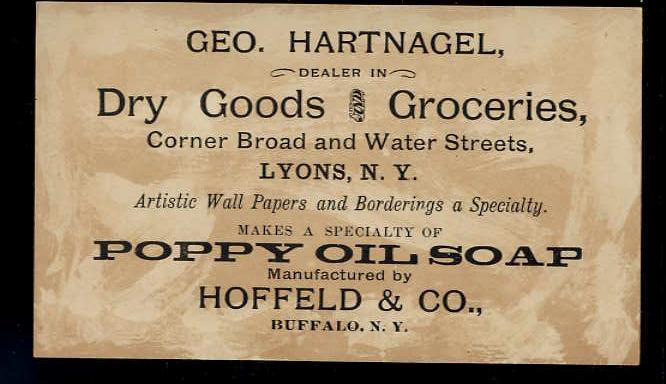 GEO. HARTNAGEL,
DEALER IN
Dry Goods & Groceries,
Corner Broad and Water Streets,
LYONS, N. Y.
Artistic Wall Papers and Borderings a Specialty.
MAKES A SPECIALTY OF
POPPY OIL SOAP
Manufactured by
HOFFELD & CO.,
BUFFALO, N. Y.